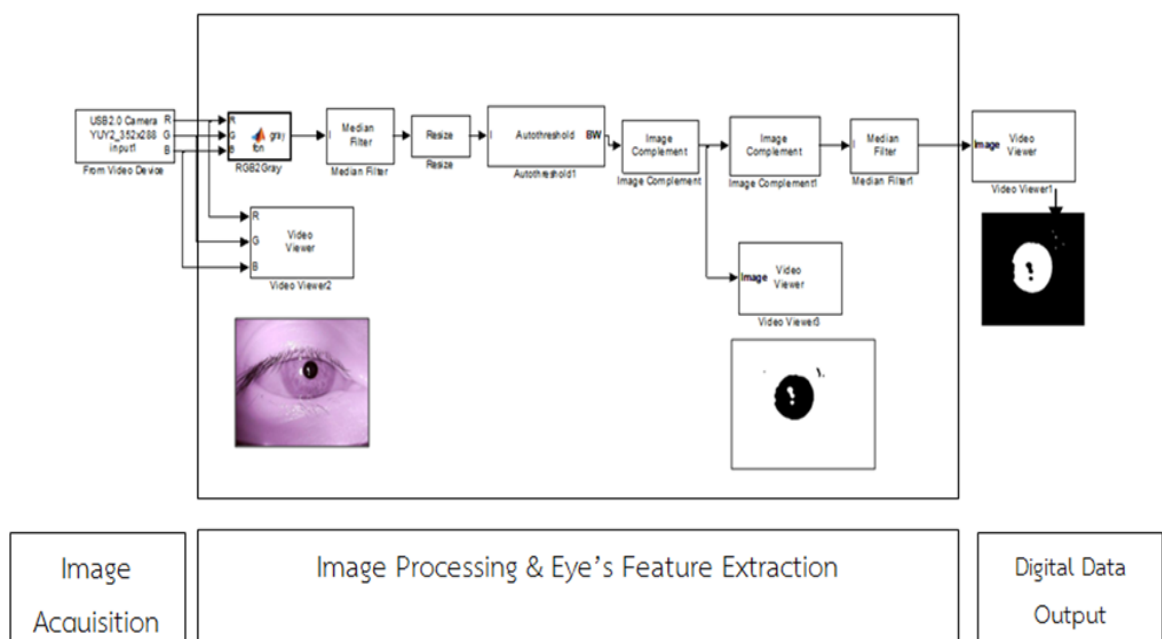 USB2.0 Camera
YUY2_352x288
input1
R
G
B
From Video Device
R
G
B
gray
fcn
RGB2Gray
I
Median
Filter
Median Filter
Resize
Resize
I
Autothreshold
BW
Autothreshold1
Image
Complement
Image Complement
Image
Complement
Image Complement1
I
Median
Filter
Median Filter1
Image
Video
Viewer
Video Viewer1
R
G
B
Video
Viewer
Video Viewer2
Image
Video
Viewer
Video Viewer3
Image
Acquisition
Image Processing & Eye's Feature Extraction
Digital Data
Output